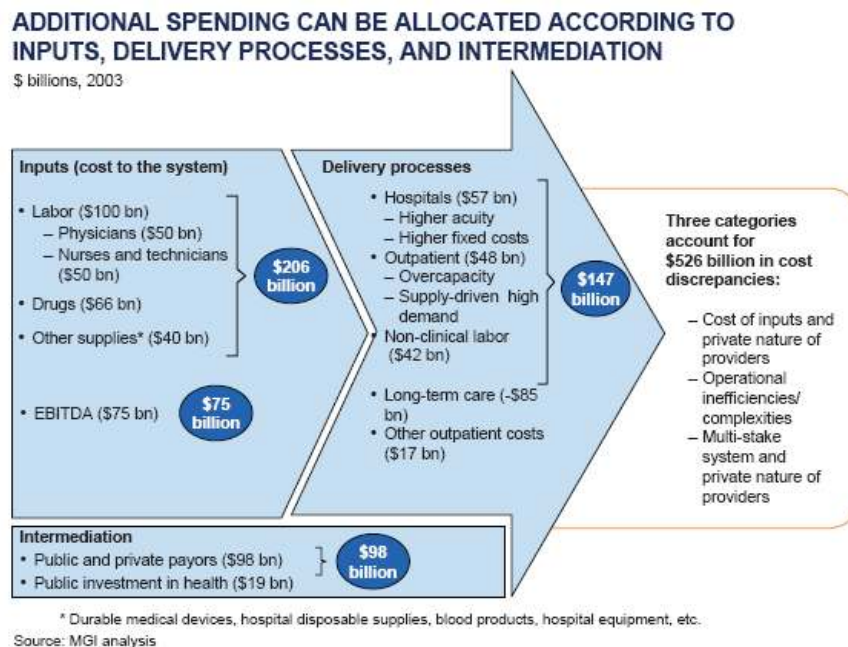 ADDITIONAL SPENDING CAN BE ALLOCATED ACCORDING TO
INPUTS, DELIVERY PROCESSES, AND INTERMEDIATION
$ billions, 2003
Inputs (cost to the system)
• Labor ($100 bn)
– Physicians ($50 bn)
– Nurses and technicians
($50 bn)
• Drugs ($66 bn)
• Other supplies* ($40 bn)
$206
billion
• EBITDA ($75 bn)
$75
billion
Delivery processes
• Hospitals ($57 bn)
– Higher acuity
– Higher fixed costs
• Outpatient ($48 bn)
– Overcapacity
– Supply-driven high
demand
• Non-clinical labor
($42 bn)
$147
billion
• Long-term care (-$85
bn)
• Other outpatient costs
($17 bn)
Three categories
account for
$526 billion in cost
discrepancies:
– Cost of inputs and
private nature of
providers
– Operational
inefficiencies/
complexities
– Multi-stake
system and
private nature of
providers
Intermediation
• Public and private payors ($98 bn)
• Public investment in health ($19 bn)
$98
billion
* Durable medical devices, hospital disposable supplies, blood products, hospital equipment, etc.
Source: MGI analysis